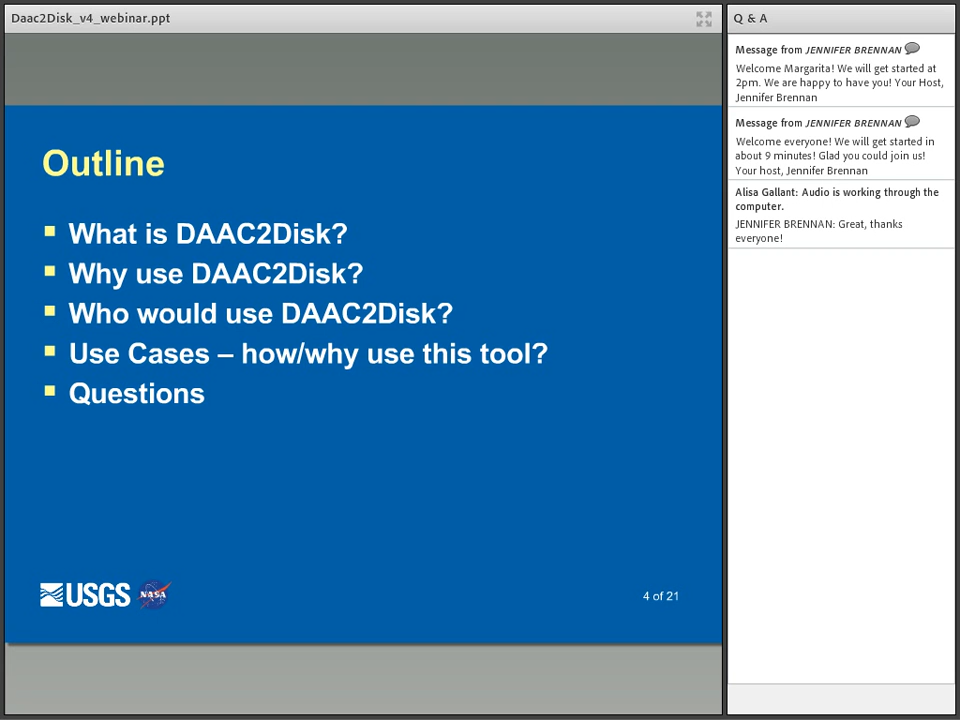 Daac2Disk_v4_webinar.ppt
Outline
What is DAAC2Disk?
Why use DAAC2Disk?
Who would use DAAC2Disk?
Use Cases – how/why use this tool?
Questions
USGS
NASA
4 of 21
Q & A
Message from JENNIFER BRENNAN
Welcome Margarita! We will get started at
2pm. We are happy to have you! Your Host,
Jennifer Brennan
Message from JENNIFER BRENNAN
Welcome everyone! We will get started in
about 9 minutes! Glad you could join us!
Your host, Jennifer Brennan
Alisa Gallant: Audio is working through the
computer.
JENNIFER BRENNAN: Great, thanks
everyone!